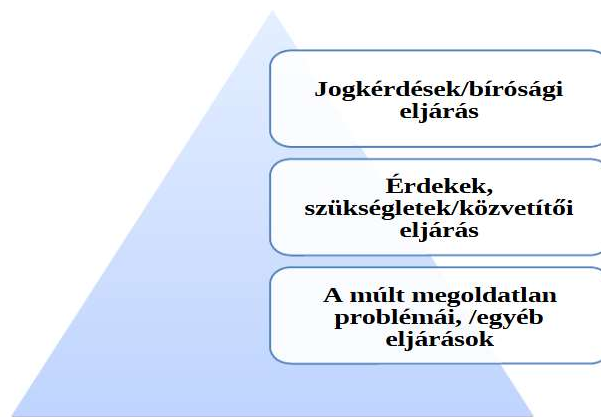 Jogkérdések/bírósági
eljárás
Érdekek,
szükségletek/közvetítői
eljárás
A múlt megoldatlan
problémái, /egyéb
eljárások